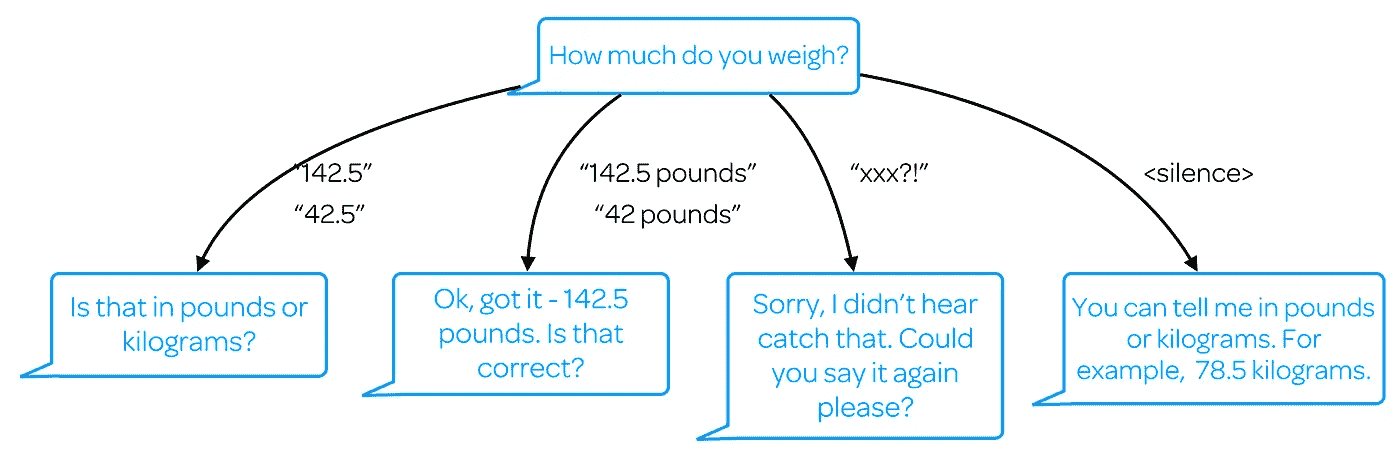 How much do you weigh?
“142.5”
“42.5”
“142.5 pounds”
“42 pounds”
“xxx?!”
<silence>
Is that in pounds or
kilograms?
Ok, got it - 142.5
pounds. Is that
correct?
Sorry, I didn’t hear
catch that. Could
you say it again
please?
You can tell me in pounds
or kilograms. For
example, 78.5 kilograms.